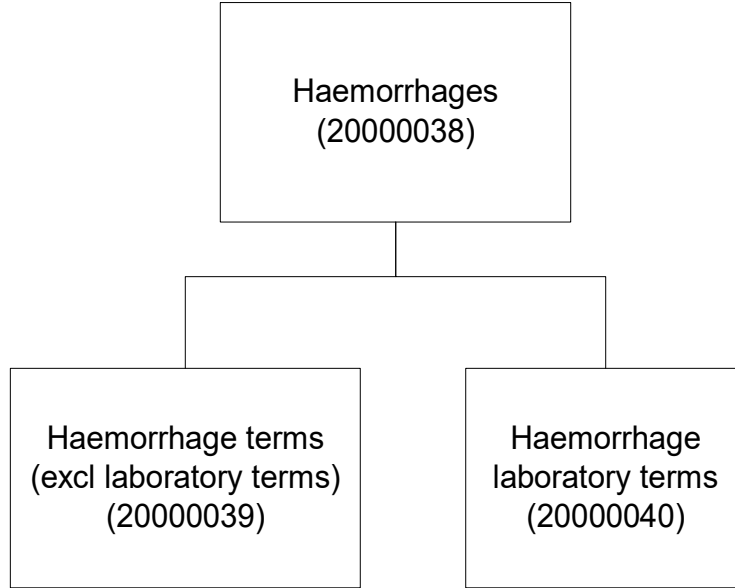 Haemorrhages
(20000038)
Haemorrhage terms
(excl laboratory terms)
(20000039)
Haemorrhage
laboratory terms
(20000040)